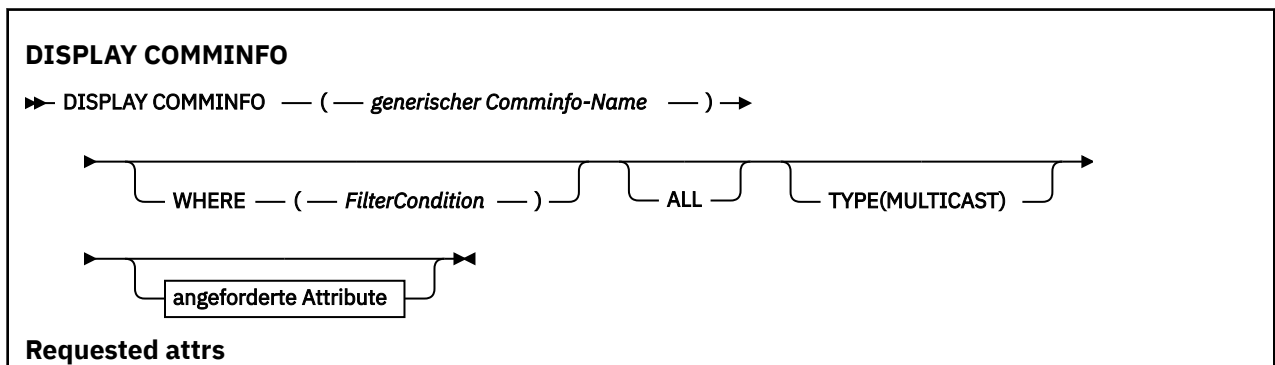 DISPLAY COMMINFO
DISPLAY COMMINFO ( generischer Comminfo-Name )
WHERE ( FilterCondition ) ALL TYPE(MULTICAST)
angeforderte Attribute
Requested attrs